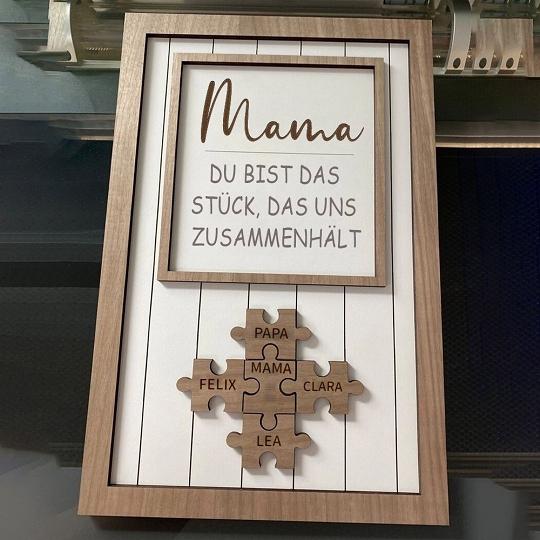 Mama
DU BIST DAS
STÜCK, DAS UNS
ZUSAMMENHÄLT
PAPA
MAMA
FELIX
CLARA
LEA